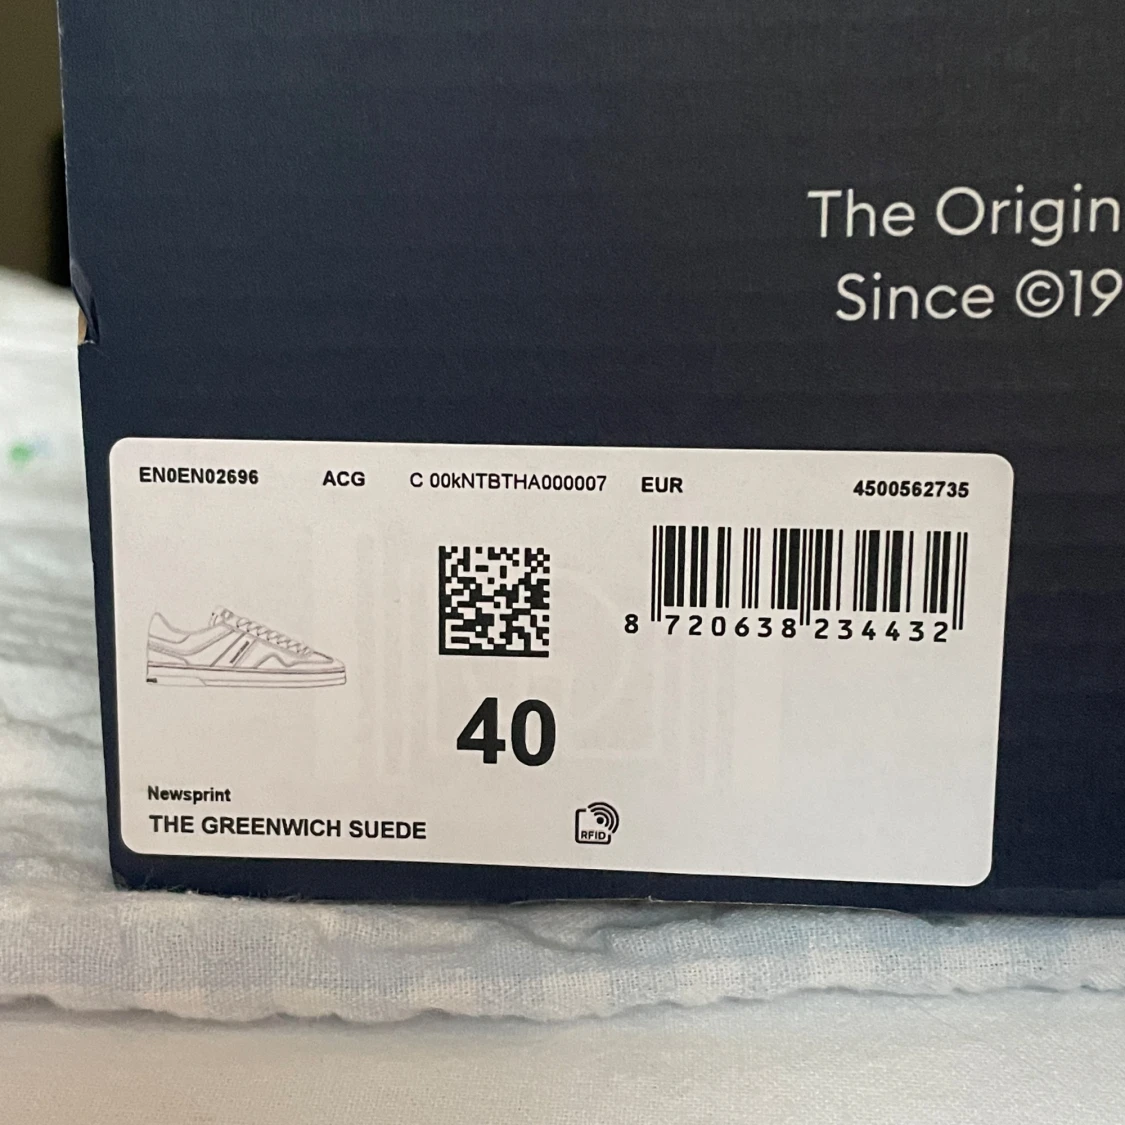 The Origin
Since ©19
EN0EN02696 ACG C 00kNTBTHA000007 EUR 4500562735
8 720638 234432
40
Newsprint
THE GREENWICH SUEDE
RFID